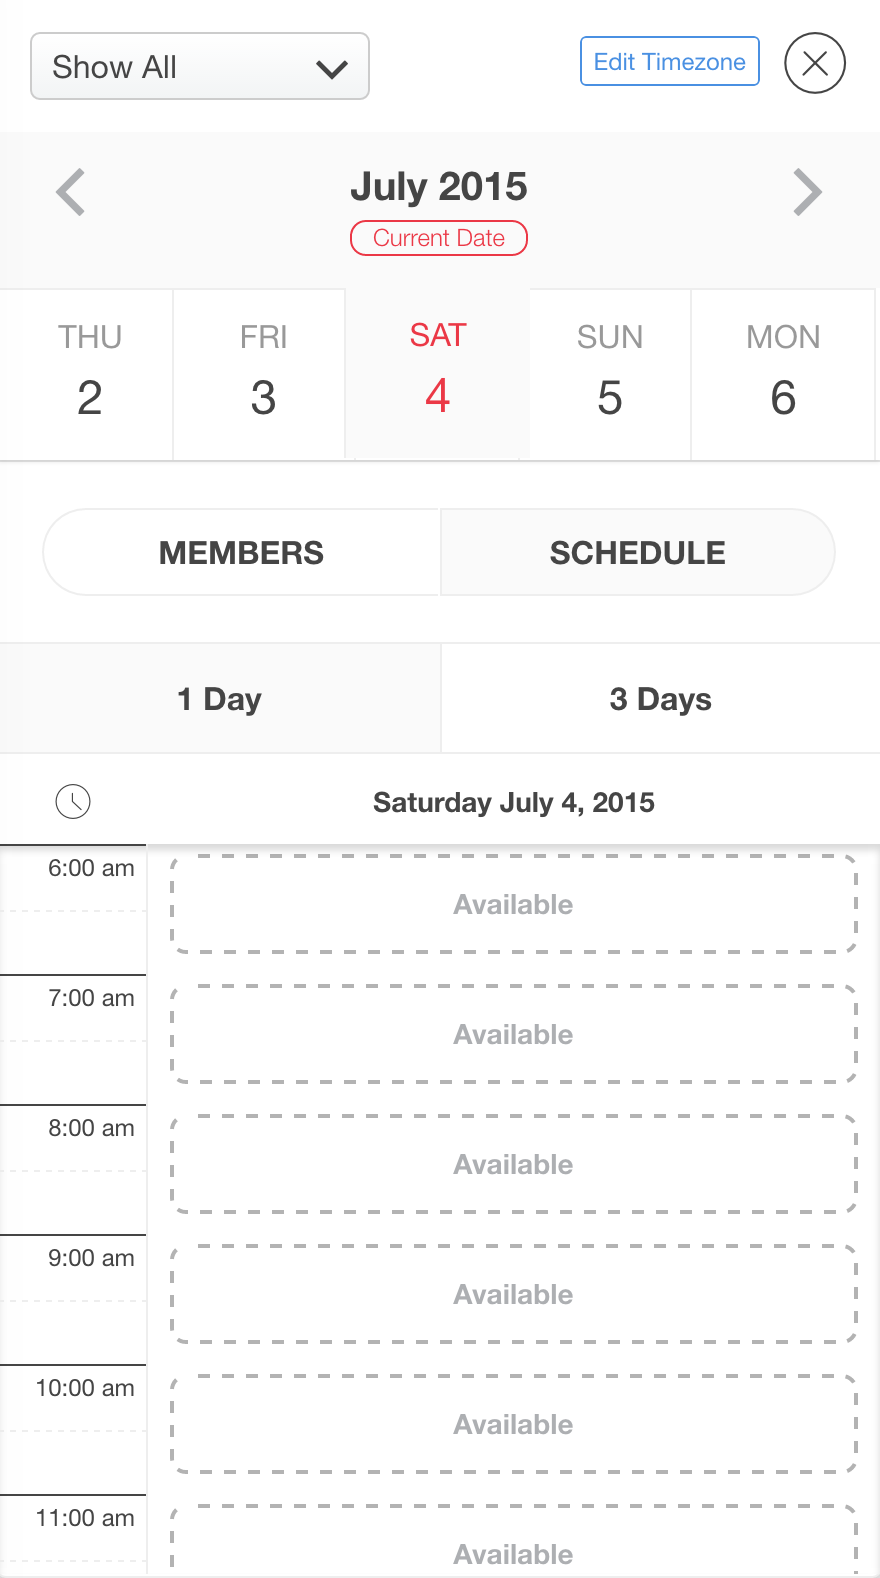 Show All
Edit Timezone
July 2015
Current Date
THU
FRI
SAT
SUN
MON
2
3
4
5
6
MEMBERS
SCHEDULE
1 Day
3 Days
Saturday July 4, 2015
6:00 am
Available
7:00 am
Available
8:00 am
Available
9:00 am
Available
10:00 am
Available
11:00 am
Available